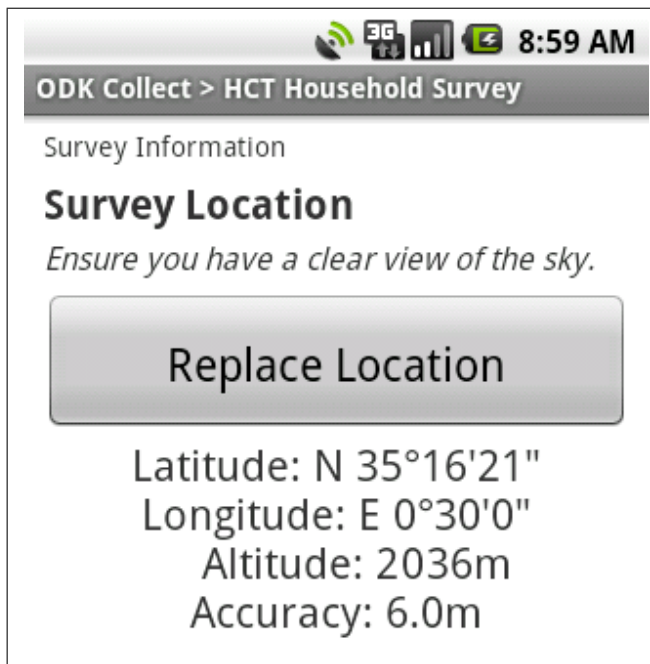 3G 8:59 AM
ODK Collect > HCT Household Survey
Survey Information
Survey Location
Ensure you have a clear view of the sky.
Replace Location
Latitude: N 35°16'21"
Longitude: E 0°30'0"
Altitude: 2036m
Accuracy: 6.0m